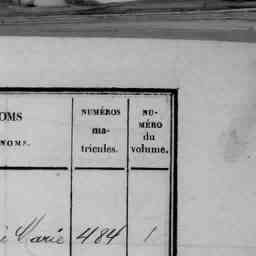 OMS
NOMS.
NUMÉROS
ma-
tricules.
NU-
MÉRO
du
volume.
Marie 484 1